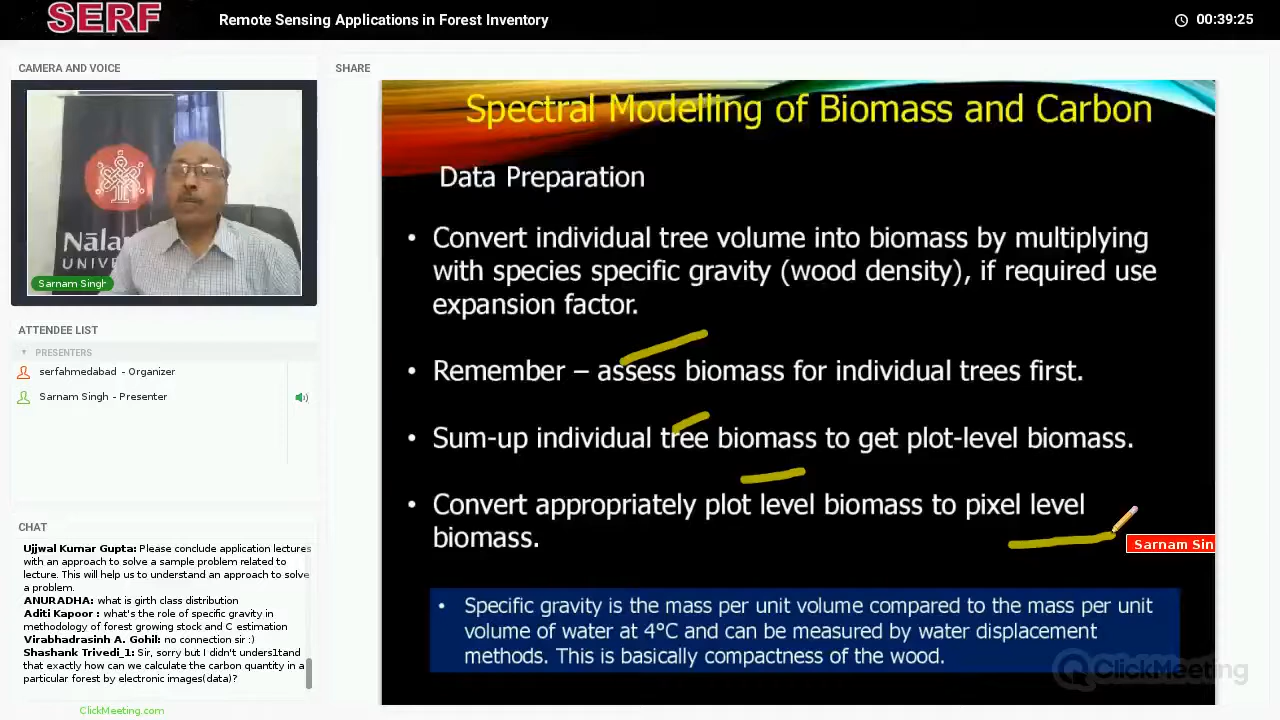 SERF
Remote Sensing Applications in Forest Inventory
00:39:25
CAMERA AND VOICE
Nāla
UNIVE
Sarnam Singh
ATTENDEE LIST
PRESENTERS
serfahmedabad - Organizer
Sarnam Singh - Presenter
CHAT
Ujjwal Kumar Gupta: Please conclude application lectures
with an approach to solve a sample problem related to
lecture. This will help us to understand an approach to solve
a problem.
ANURADHA: what is girth class distribution
Aditi Kapoor : what's the role of specific gravity in
methodology of forest growing stock and C estimation
Virabhadrasinh A. Gohil: no connection sir :)
Shashank Trivedi_1: Sir, sorry but I didn't unders1tand
that exactly how can we calculate the carbon quantity in a
particular forest by electronic images(data)?
ClickMeeting.com
SHARE
Spectral Modelling of Biomass and Carbon
Data Preparation
• Convert individual tree volume into biomass by multiplying
with species specific gravity (wood density), if required use
expansion factor.
• Remember – assess biomass for individual trees first.
• Sum-up individual tree biomass to get plot-level biomass.
• Convert appropriately plot level biomass to pixel level
biomass.
Sarnam Sin
• Specific gravity is the mass per unit volume compared to the mass per unit
volume of water at 4°C and can be measured by water displacement
methods. This is basically compactness of the wood.
ClickMeeting